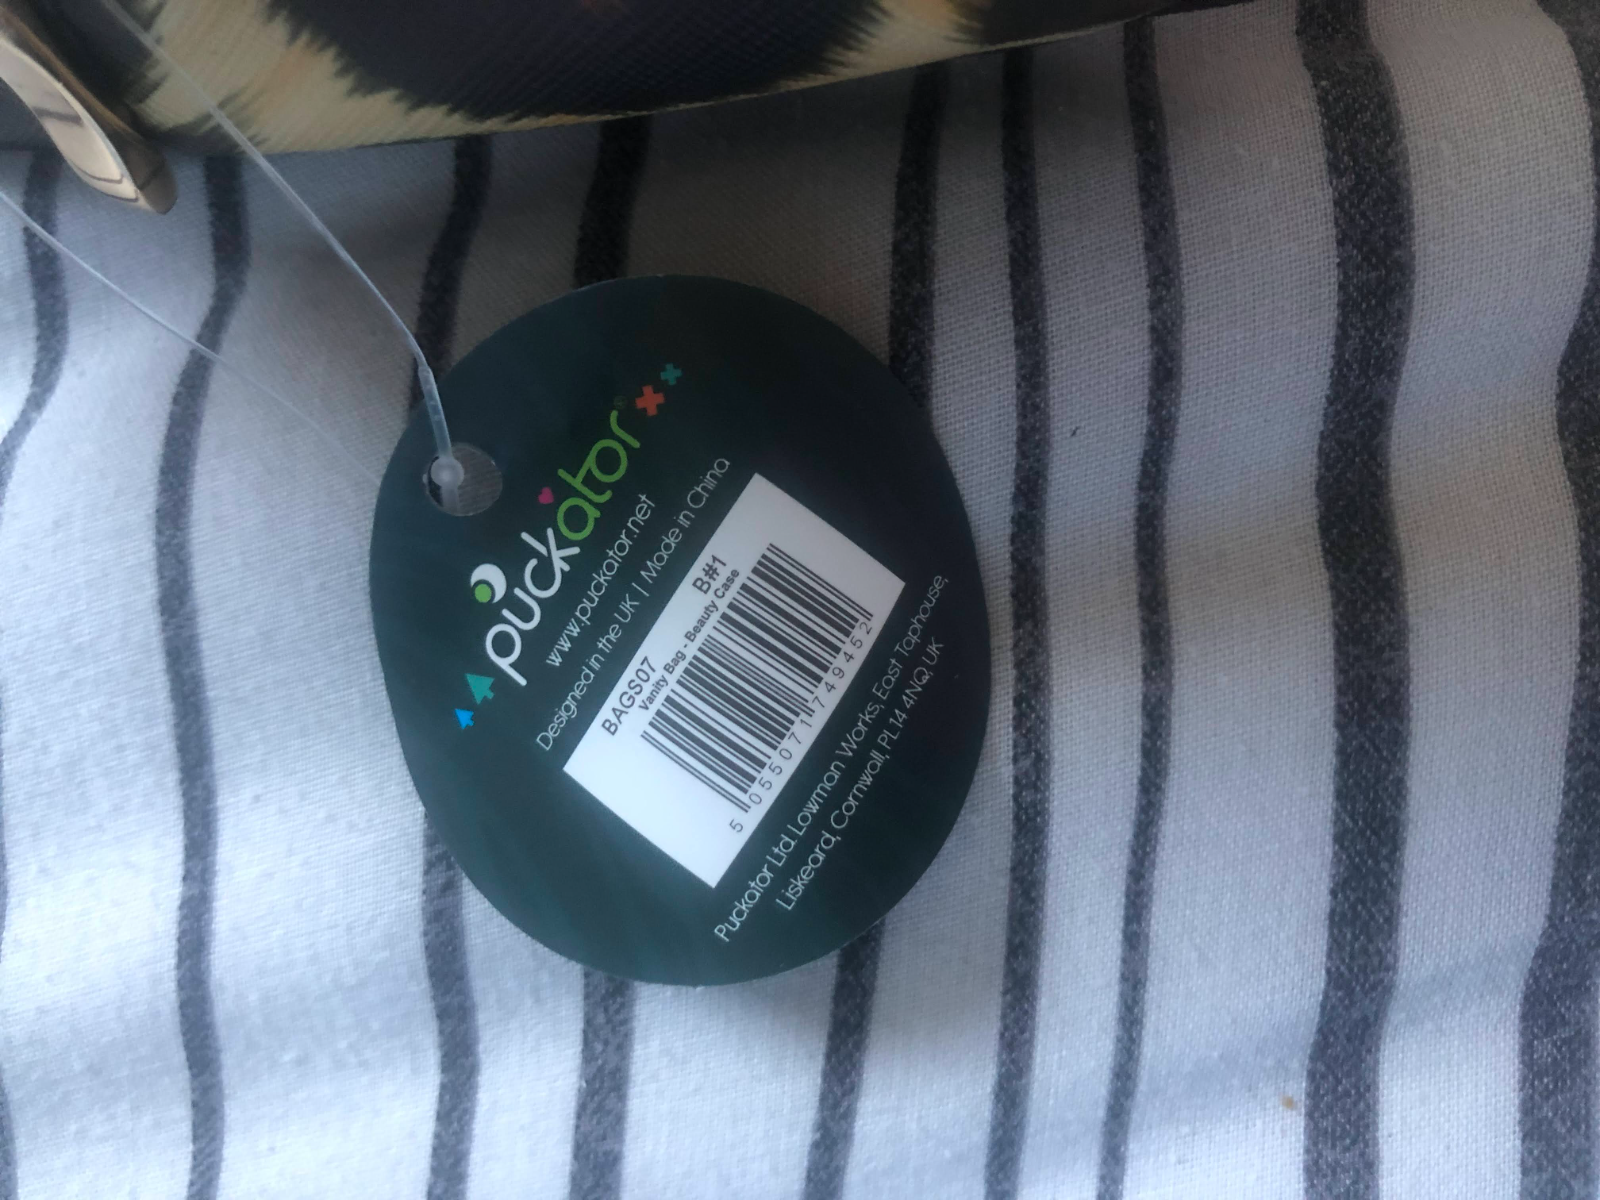 puckator®
www.puckator.net
Designed in the UK | Made in China
BAGS07 B#1
Vanity Bag - Beauty Case
5 055071 749452
Puckator Ltd. Lowman Works, East Taphouse,
Liskeard, Cornwall, PL14 4NQ, UK